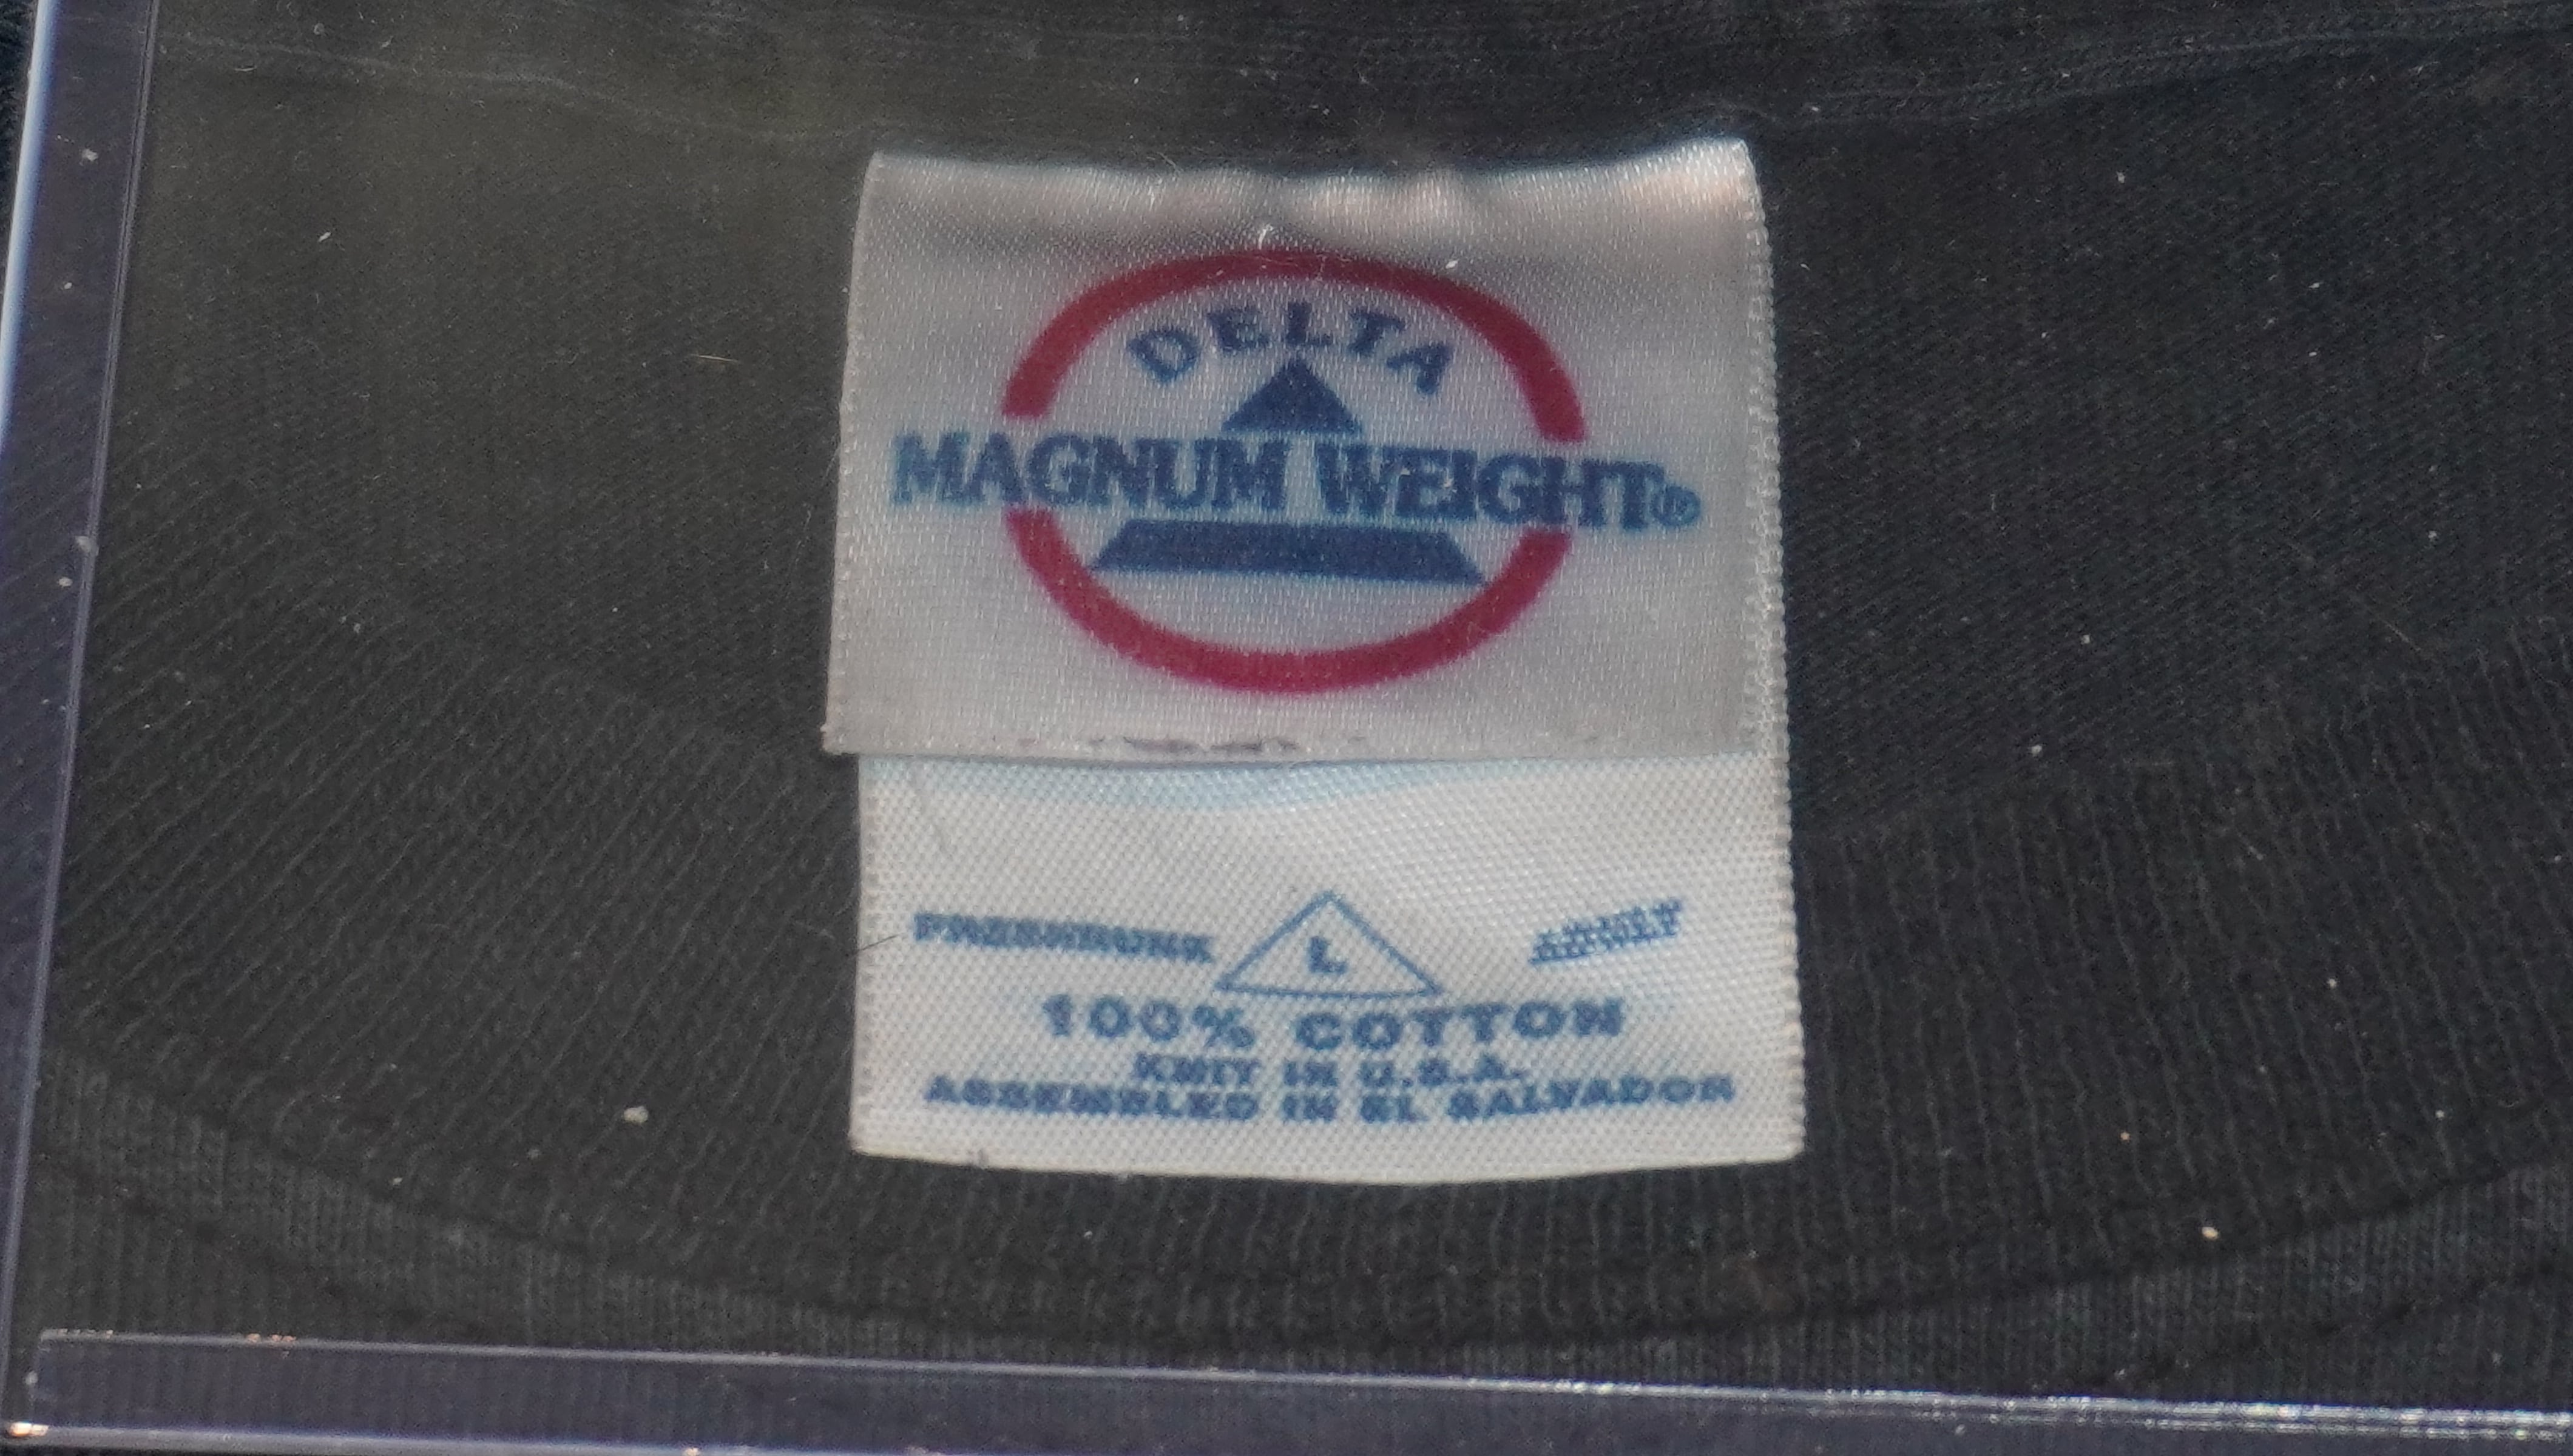 DELTA
MAGNUM WEIGHT®
PRESHRUNK L ADULT
100% COTTON
KNIT IN U.S.A.
ASSEMBLED IN EL SALVADOR